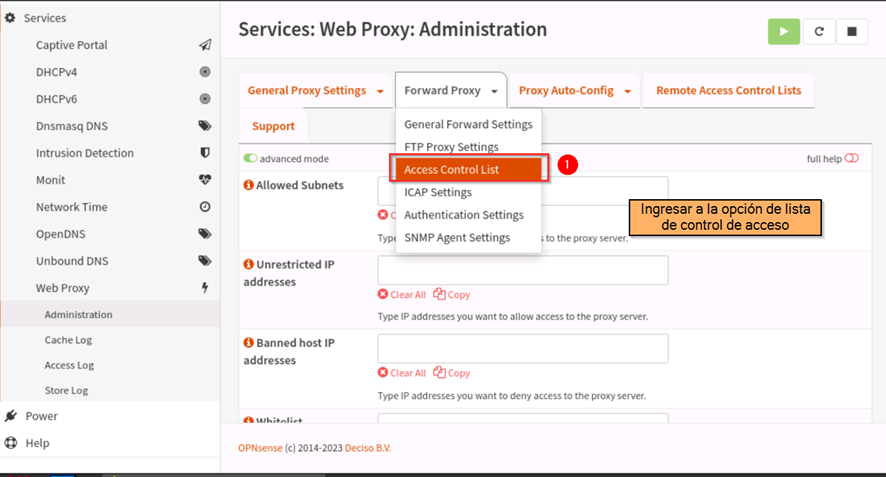 Services
Captive Portal
DHCPv4
DHCPv6
Dnsmasq DNS
Intrusion Detection
Monit
Network Time
OpenDNS
Unbound DNS
Web Proxy
Administration
Cache Log
Access Log
Store Log
Power
Help
Services: Web Proxy: Administration
General Proxy Settings
Forward Proxy
Proxy Auto-Config
Remote Access Control Lists
Support
General Forward Settings
FTP Proxy Settings
Access Control List
ICAP Settings
Authentication Settings
SNMP Agent Settings
1
advanced mode
full help
Allowed Subnets
Ingresar a la opción de lista
de control de acceso
to the proxy server.
Unrestricted IP
addresses
Clear All Copy
Type IP addresses you want to allow access to the proxy server.
Banned host IP
addresses
Clear All Copy
Type IP addresses you want to deny access to the proxy server.
Whitelist
OPNsense (c) 2014-2023 Deciso B.V.